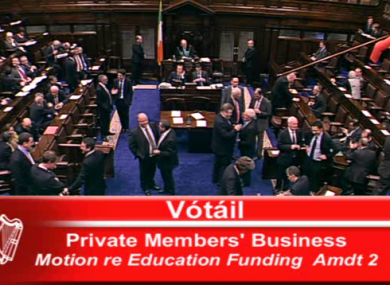 Vótáil
Private Members' Business
Motion re Education Funding Amdt 2